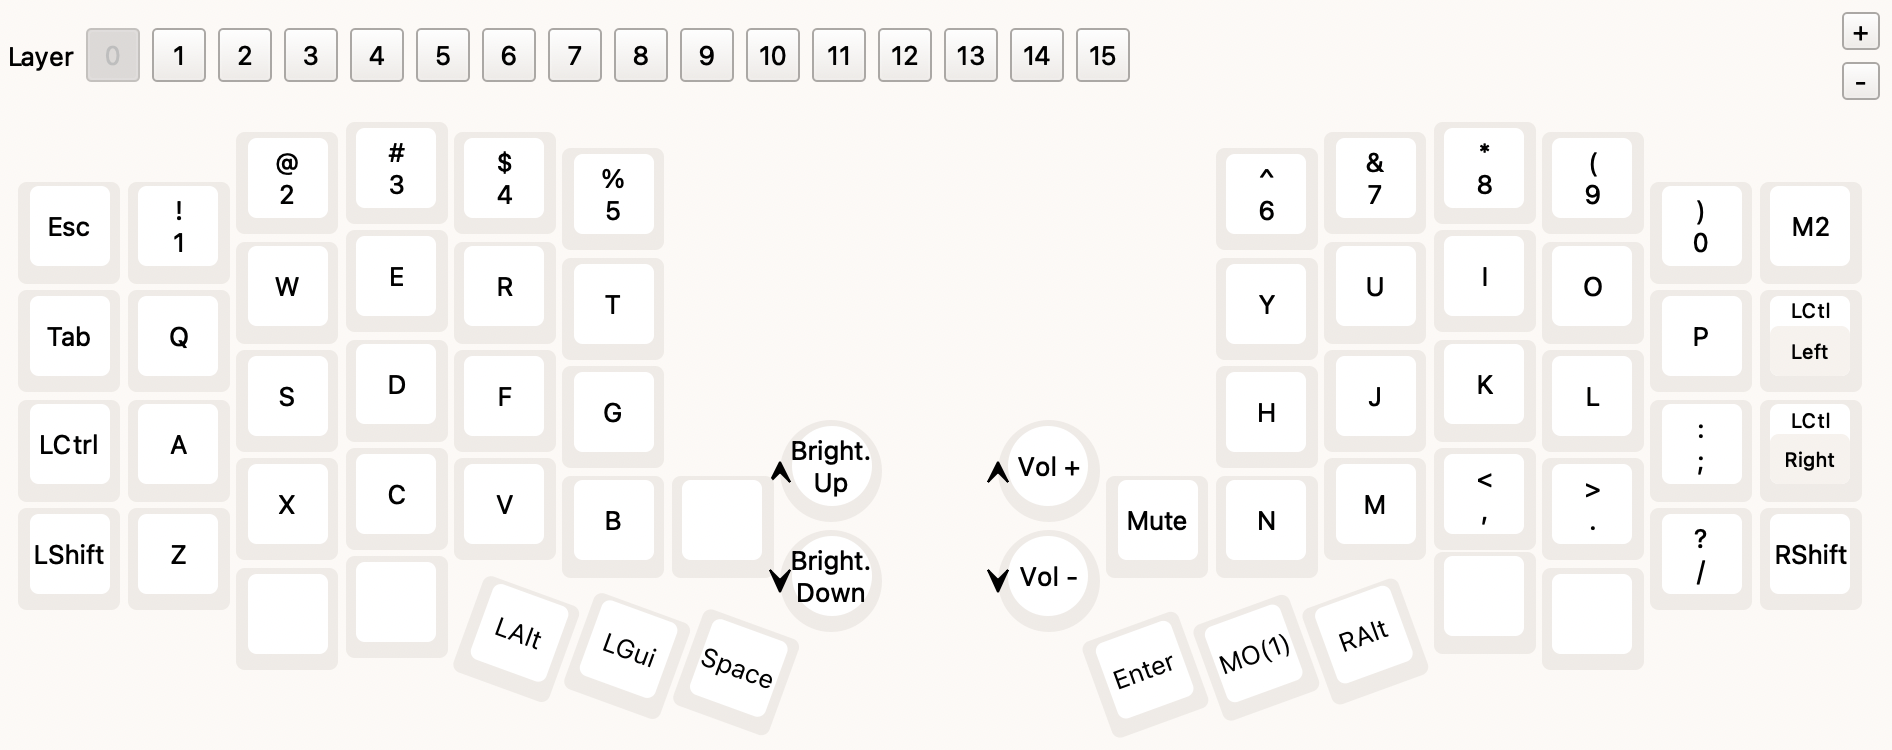 Layer 0 1 2 3 4 5 6 7 8 9 10 11 12 13 14 15
+
-
Esc
!
1
@
2
#
3
$
4
%
5
Tab
Q
W
E
R
T
LCtrl
A
S
D
F
G
LShift
Z
X
C
V
B
LAlt
LGui
Space
Bright.
Up
Bright.
Down
Vol +
Vol -
^
6
&
7
*
8
(
9
)
0
M2
Y
U
I
O
P
LCtl
Left
H
J
K
L
:
;
LCtl
Right
Mute
N
M
<
,
>
.
?
/
RShift
Enter
MO(1)
RAlt